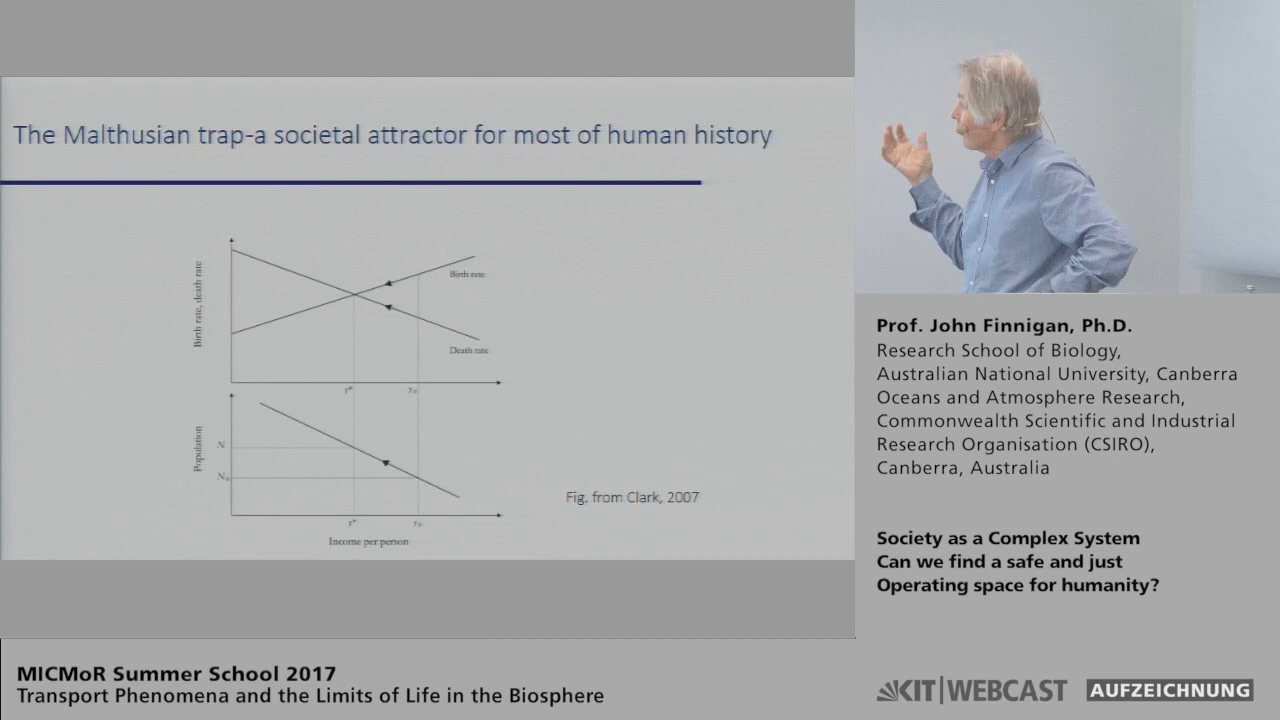 The Malthusian trap-a societal attractor for most of human history
Birth rate, death rate
Birth rate
Death rate
y*
y₀
Population
N
N₀
y*
y₀
Income per person
Fig. from Clark, 2007
Prof. John Finnigan, Ph.D.
Research School of Biology,
Australian National University, Canberra
Oceans and Atmosphere Research,
Commonwealth Scientific and Industrial
Research Organisation (CSIRO),
Canberra, Australia
Society as a Complex System
Can we find a safe and just
Operating space for humanity?
MICMoR Summer School 2017
Transport Phenomena and the Limits of Life in the Biosphere
KIT|WEBCAST AUFZEICHNUNG